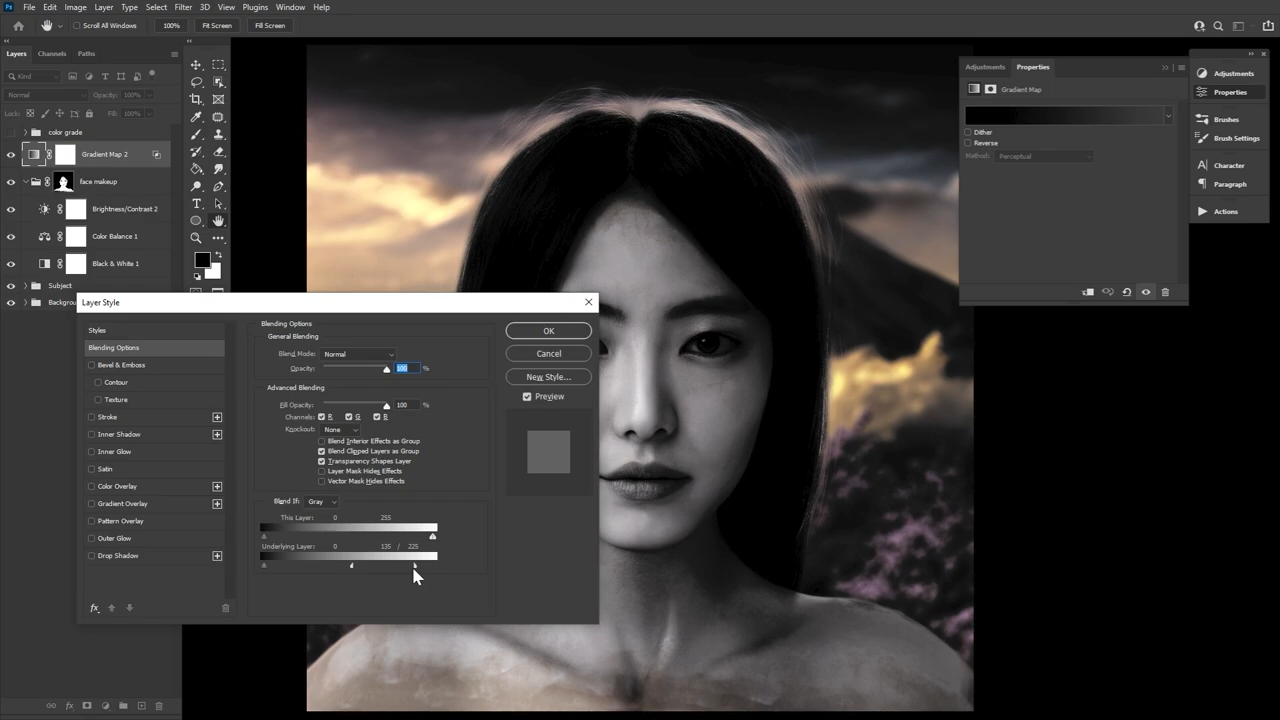 Ps File Edit Image Layer Type Select Filter 3D View Plugins Window Help
Scroll All Windows 100% Fit Screen Fill Screen
Layers Channels Paths
Kind
Normal Opacity: 100%
Lock: Fill: 100%
color grade
Gradient Map 2
face makeup
Brightness/Contrast 2
Color Balance 1
Black & White 1
Subject
Backgrou
Layer Style
Styles
Blending Options
Bevel & Emboss
Contour
Texture
Stroke
Inner Shadow
Inner Glow
Satin
Color Overlay
Gradient Overlay
Pattern Overlay
Outer Glow
Drop Shadow
fx
Blending Options
General Blending
Blend Mode: Normal
Opacity: 100 %
Advanced Blending
Fill Opacity: 100 %
Channels: R G B
Knockout: None
Blend Interior Effects as Group
Blend Clipped Layers as Group
Transparency Shapes Layer
Layer Mask Hides Effects
Vector Mask Hides Effects
Blend If: Gray
This Layer: 0 255
Underlying Layer: 0 135 / 225
OK
Cancel
New Style...
Preview
Adjustments Properties
Gradient Map
Dither
Reverse
Method: Perceptual
Adjustments
Properties
Brushes
Brush Settings
Character
Paragraph
Actions
fx